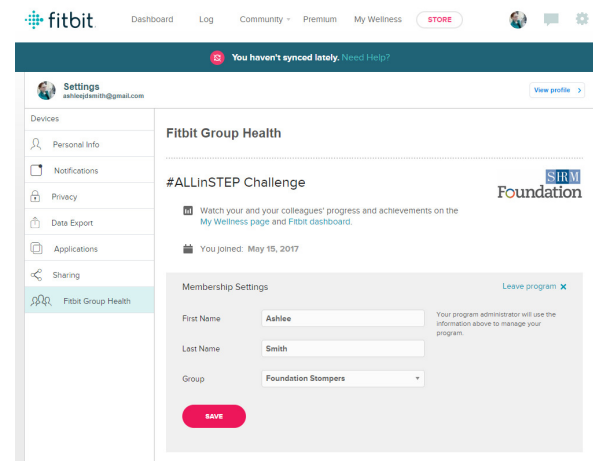 fitbit
Dashboard Log Community Premium My Wellness STORE
You haven't synced lately. Need Help?
Settings
ashleejdsmith@gmail.com
View profile
Devices
Personal Info
Notifications
Privacy
Data Export
Applications
Sharing
Fitbit Group Health
Fitbit Group Health
#ALLinSTEP Challenge
SHRM
Foundation
Watch your and your colleagues' progress and achievements on the
My Wellness page and Fitbit dashboard.
You joined: May 15, 2017
Membership Settings
Leave program
First Name Ashlee
Your program administrator will use the
information above to manage your
program.
Last Name Smith
Group Foundation Stompers
SAVE